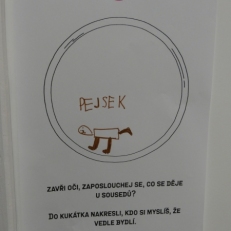 PEJSEK
ZAVŘI OČI, ZAPOSLOUCHEJ SE, CO SE DĚJE
U SOUSEDŮ?
DO KUKÁTKA NAKRESLI, KDO SI MYSLÍŠ, ŽE
VEDLE BYDLÍ.